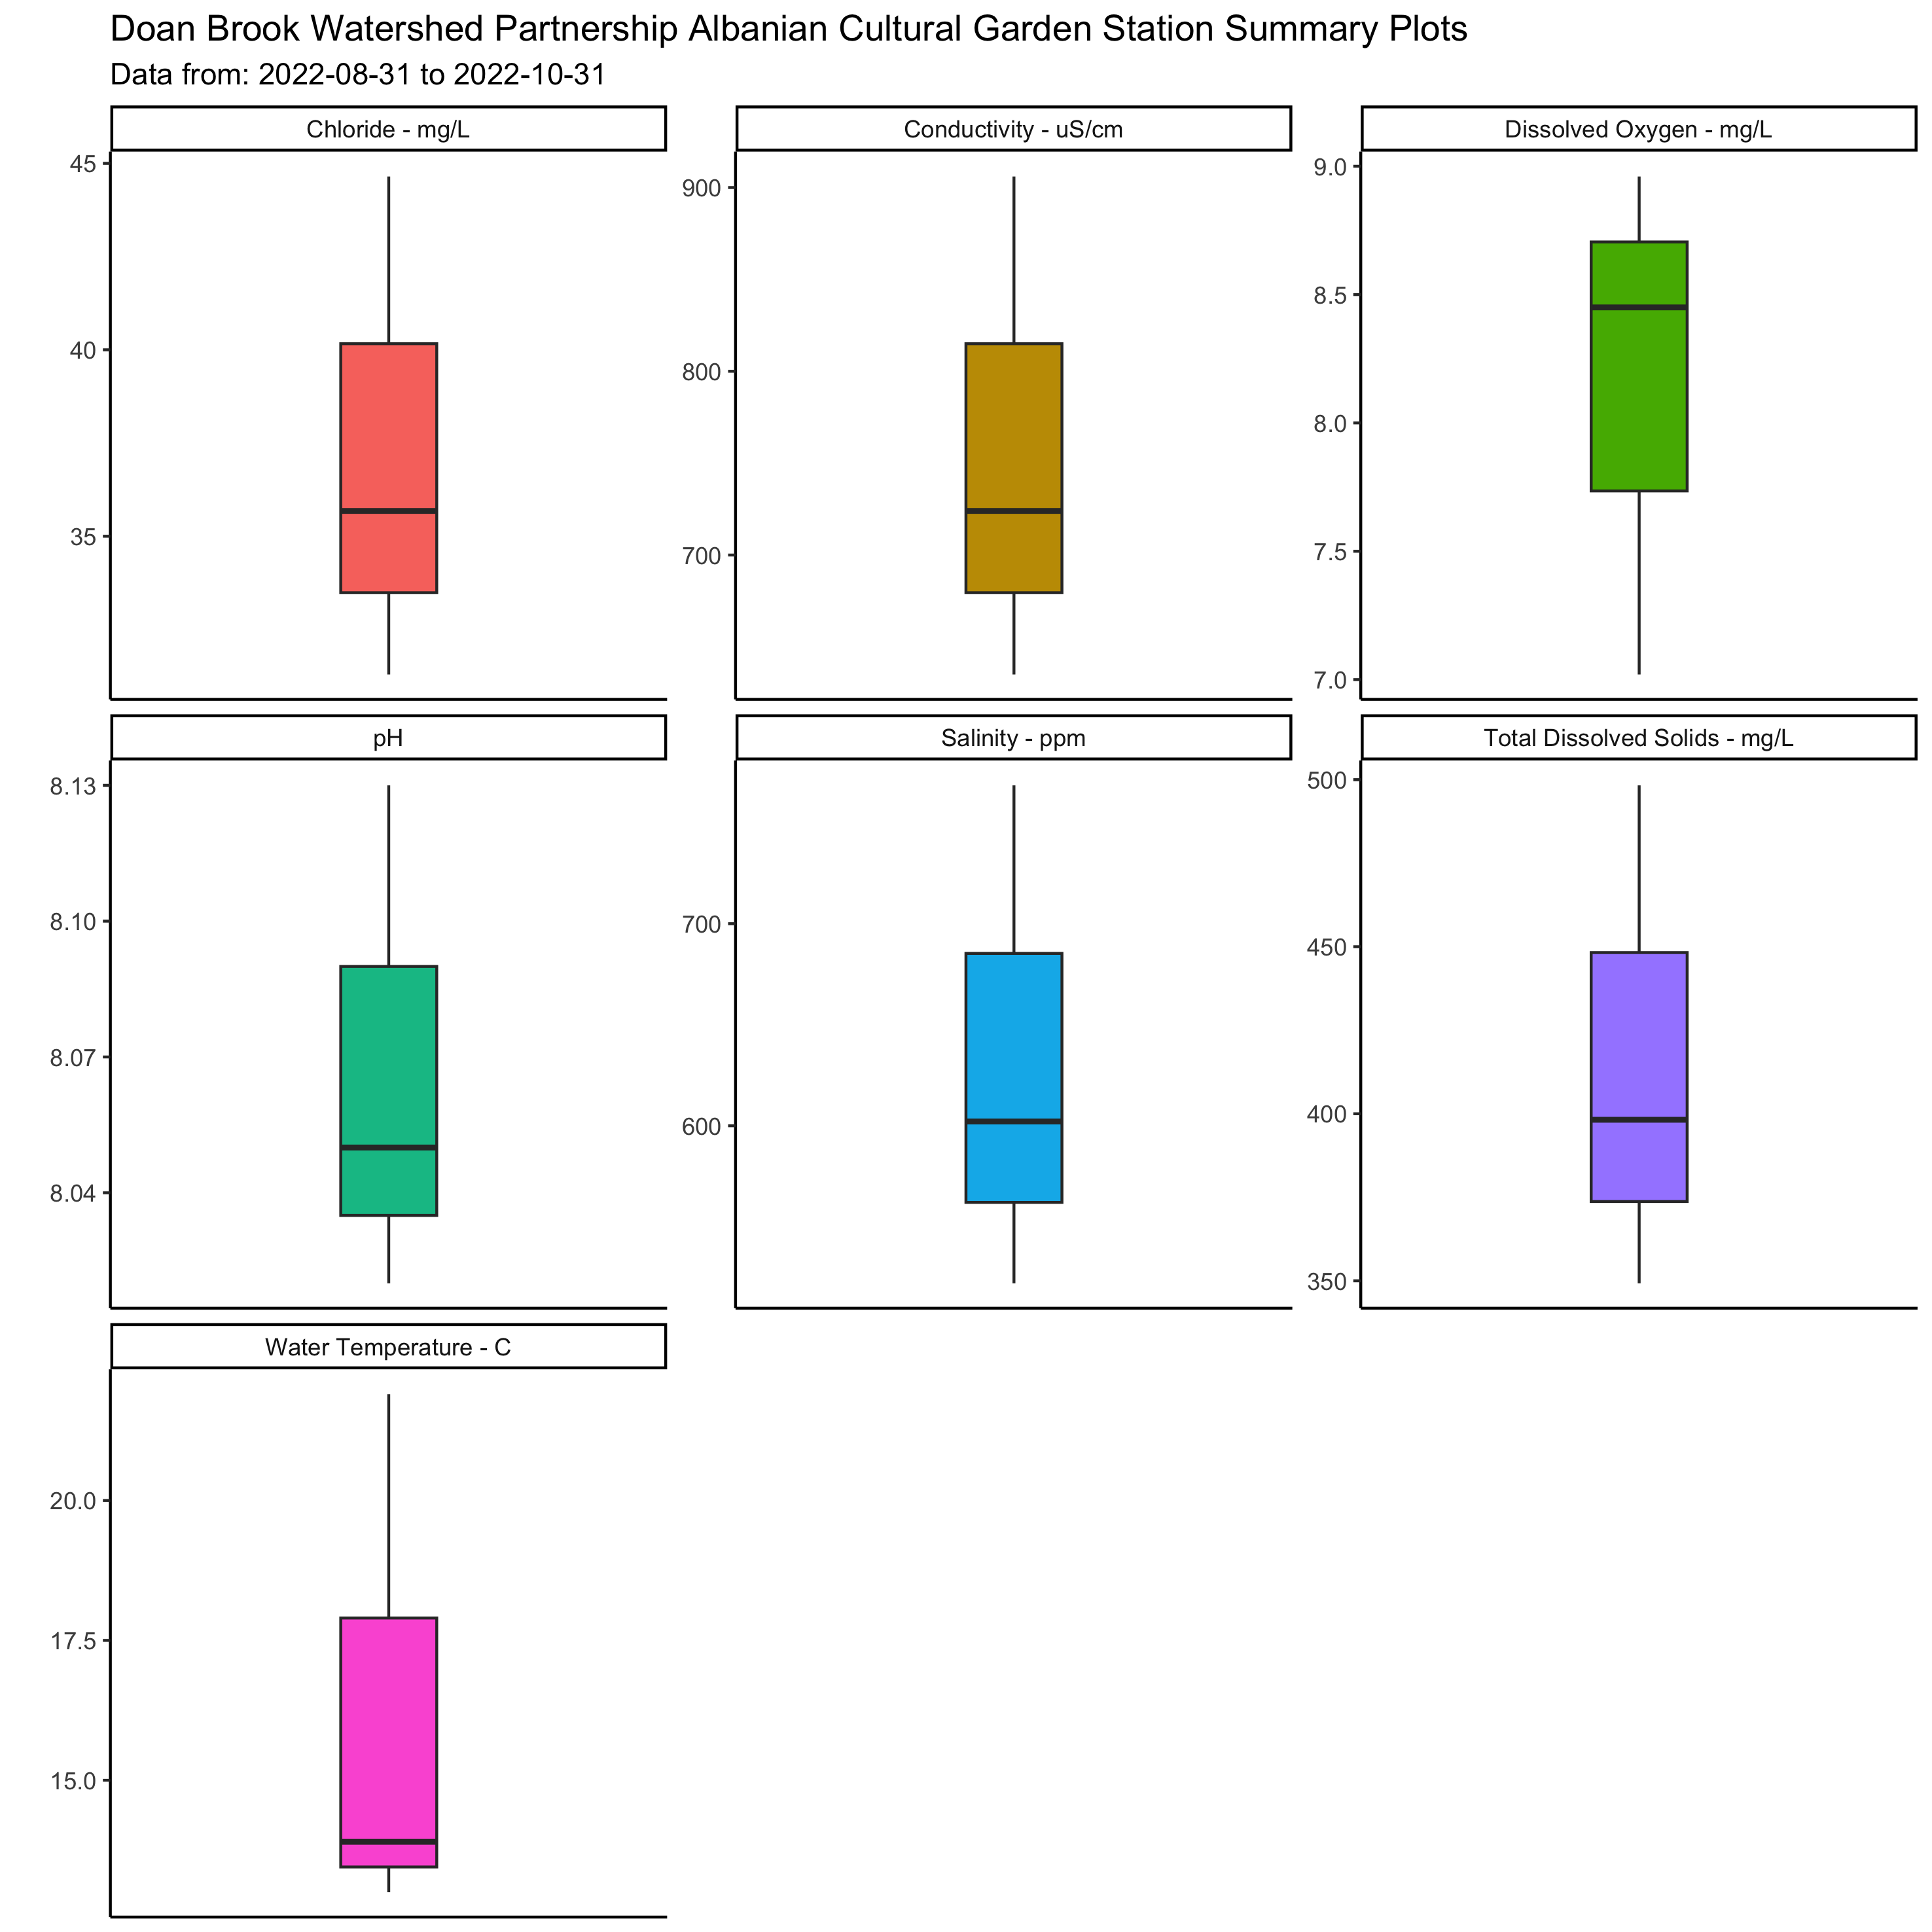 Doan Brook Watershed Partnership Albanian Cultural Garden Station Summary Plots
Data from: 2022-08-31 to 2022-10-31
Chloride - mg/L
45
40
35
Conductivity - uS/cm
900
800
700
Dissolved Oxygen - mg/L
9.0
8.5
8.0
7.5
7.0
pH
8.13
8.10
8.07
8.04
Salinity - ppm
700
600
Total Dissolved Solids - mg/L
500
450
400
350
Water Temperature - C
20.0
17.5
15.0